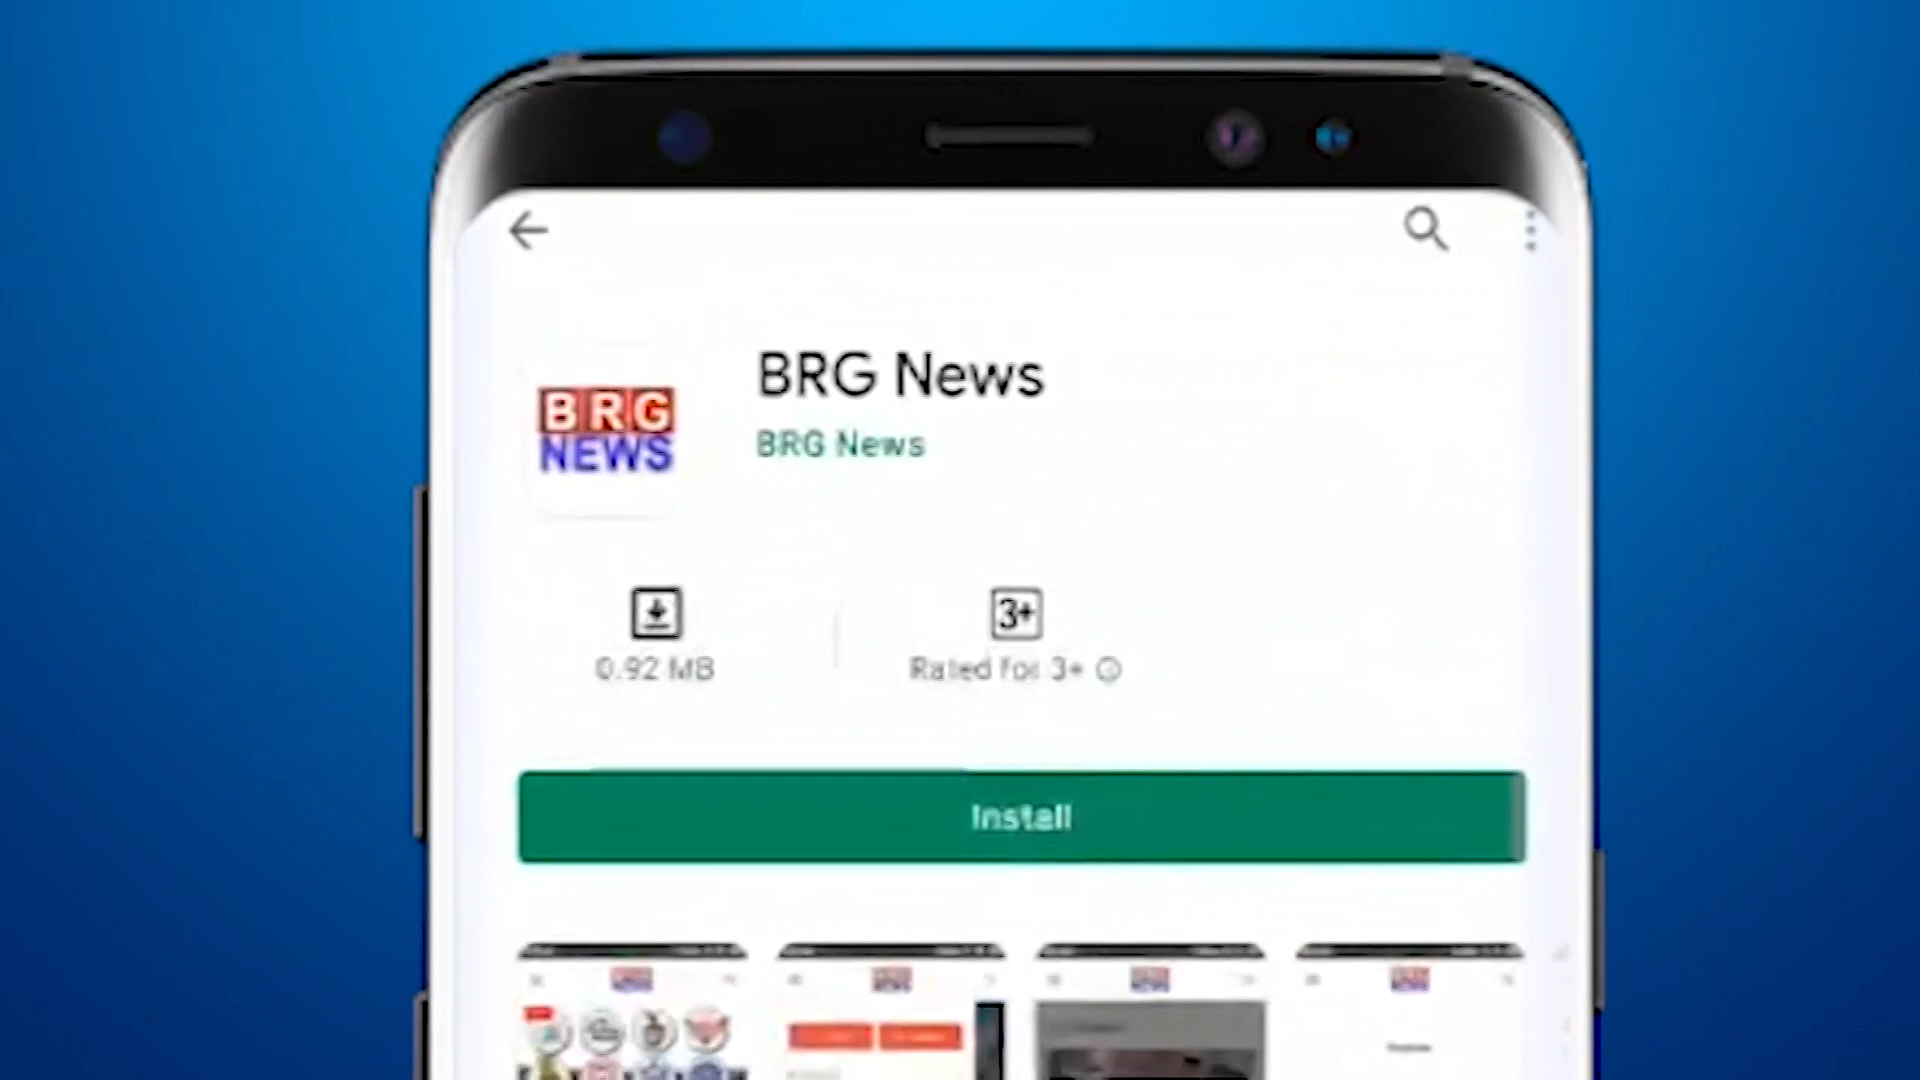 BRG News
BRG NEWS
BRG News
3+
0.92 MB
Rated for 3+
Install